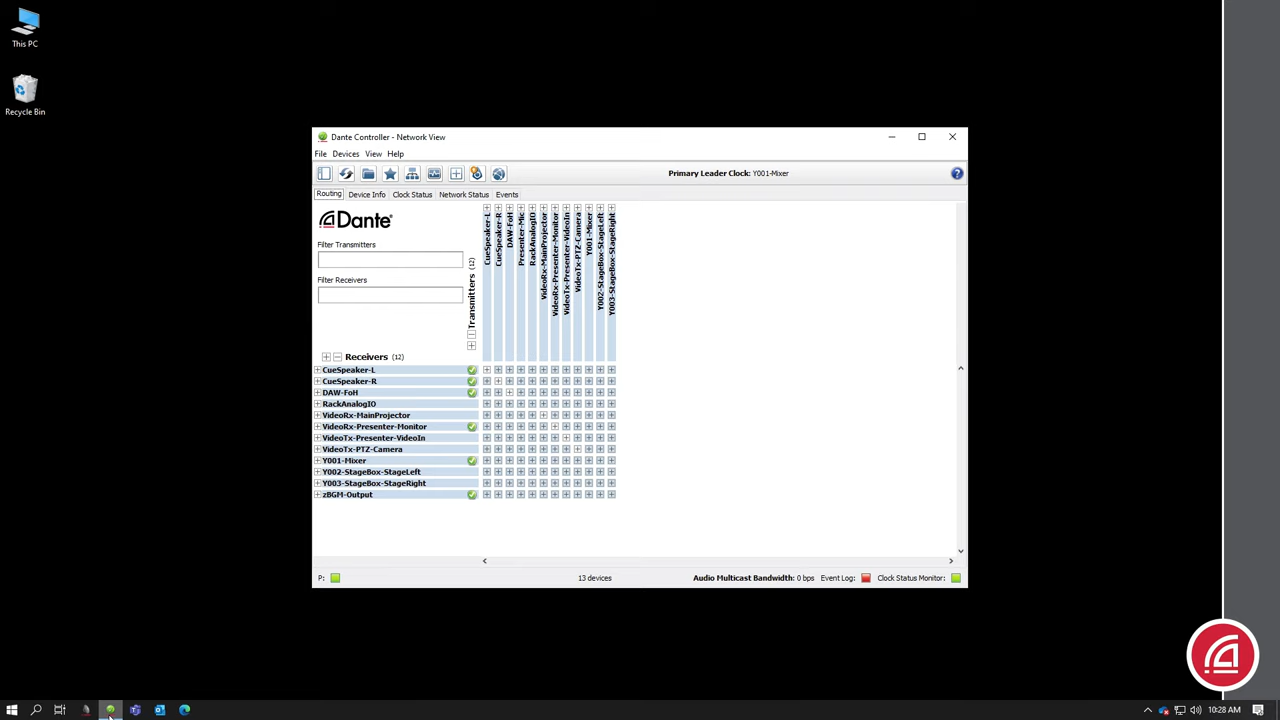 This PC
Recycle Bin
Dante Controller - Network View
File Devices View Help
Primary Leader Clock: Y001-Mixer
Routing Device Info Clock Status Network Status Events
Dante
Filter Transmitters
Filter Receivers
Transmitters (12)
CueSpeaker-L
CueSpeaker-R
DAW-FoH
Presenter-Mic
RackAnalogIO
VideoRx-MainProjector
VideoRx-Presenter-Monitor
VideoTx-Presenter-VideoIn
VideoTx-PTZ-Camera
Y001-Mixer
Y002-StageBox-StageLeft
Y003-StageBox-StageRight
Receivers (12)
CueSpeaker-L
CueSpeaker-R
DAW-FoH
RackAnalogIO
VideoRx-MainProjector
VideoRx-Presenter-Monitor
VideoTx-Presenter-VideoIn
VideoTx-PTZ-Camera
Y001-Mixer
Y002-StageBox-StageLeft
Y003-StageBox-StageRight
zBGM-Output
P: 13 devices Audio Multicast Bandwidth: 0 bps Event Log: Clock Status Monitor:
10:28 AM